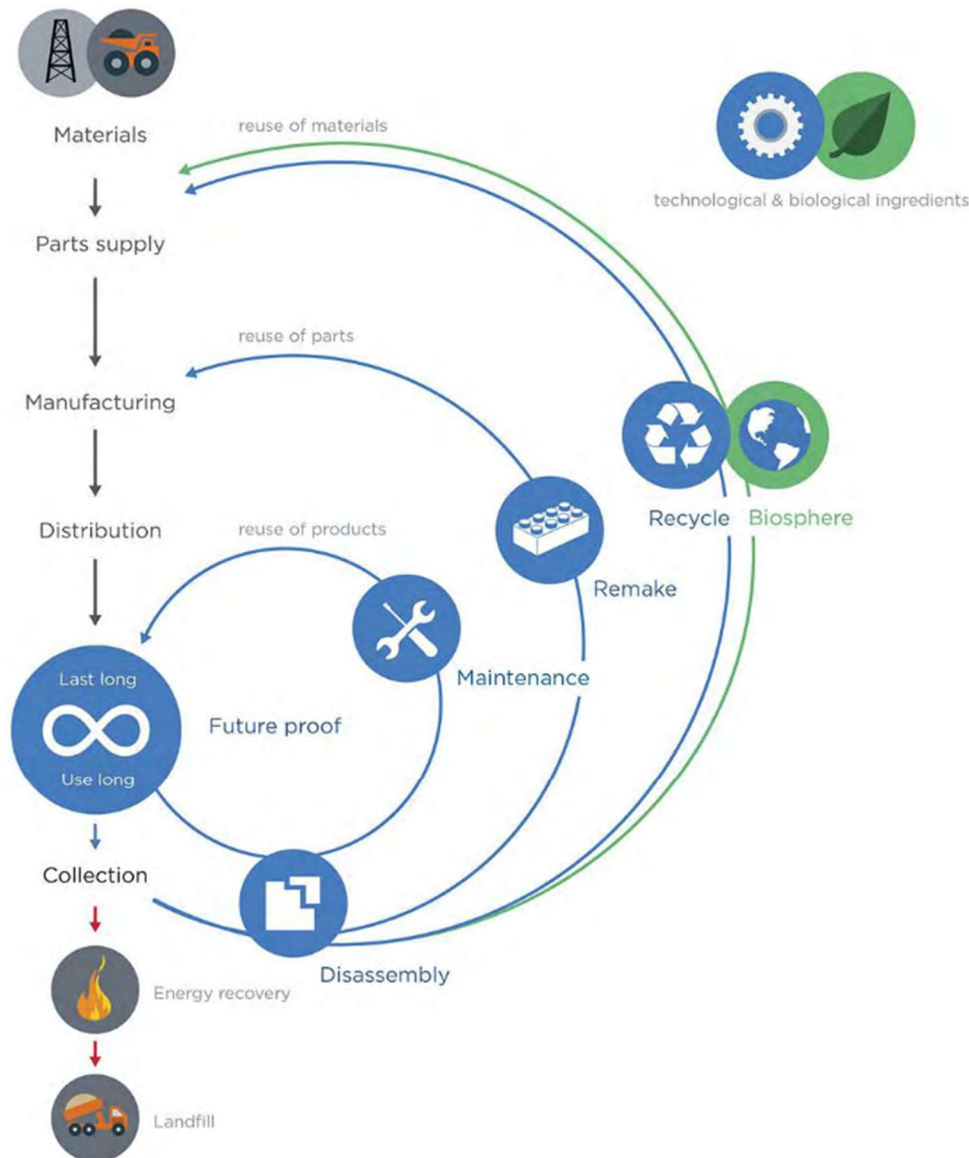 Materials
reuse of materials
technological & biological ingredients
Parts supply
reuse of parts
Manufacturing
Recycle
Biosphere
Distribution
reuse of products
Remake
Maintenance
Last long
Future proof
Use long
Collection
Disassembly
Energy recovery
Landfill